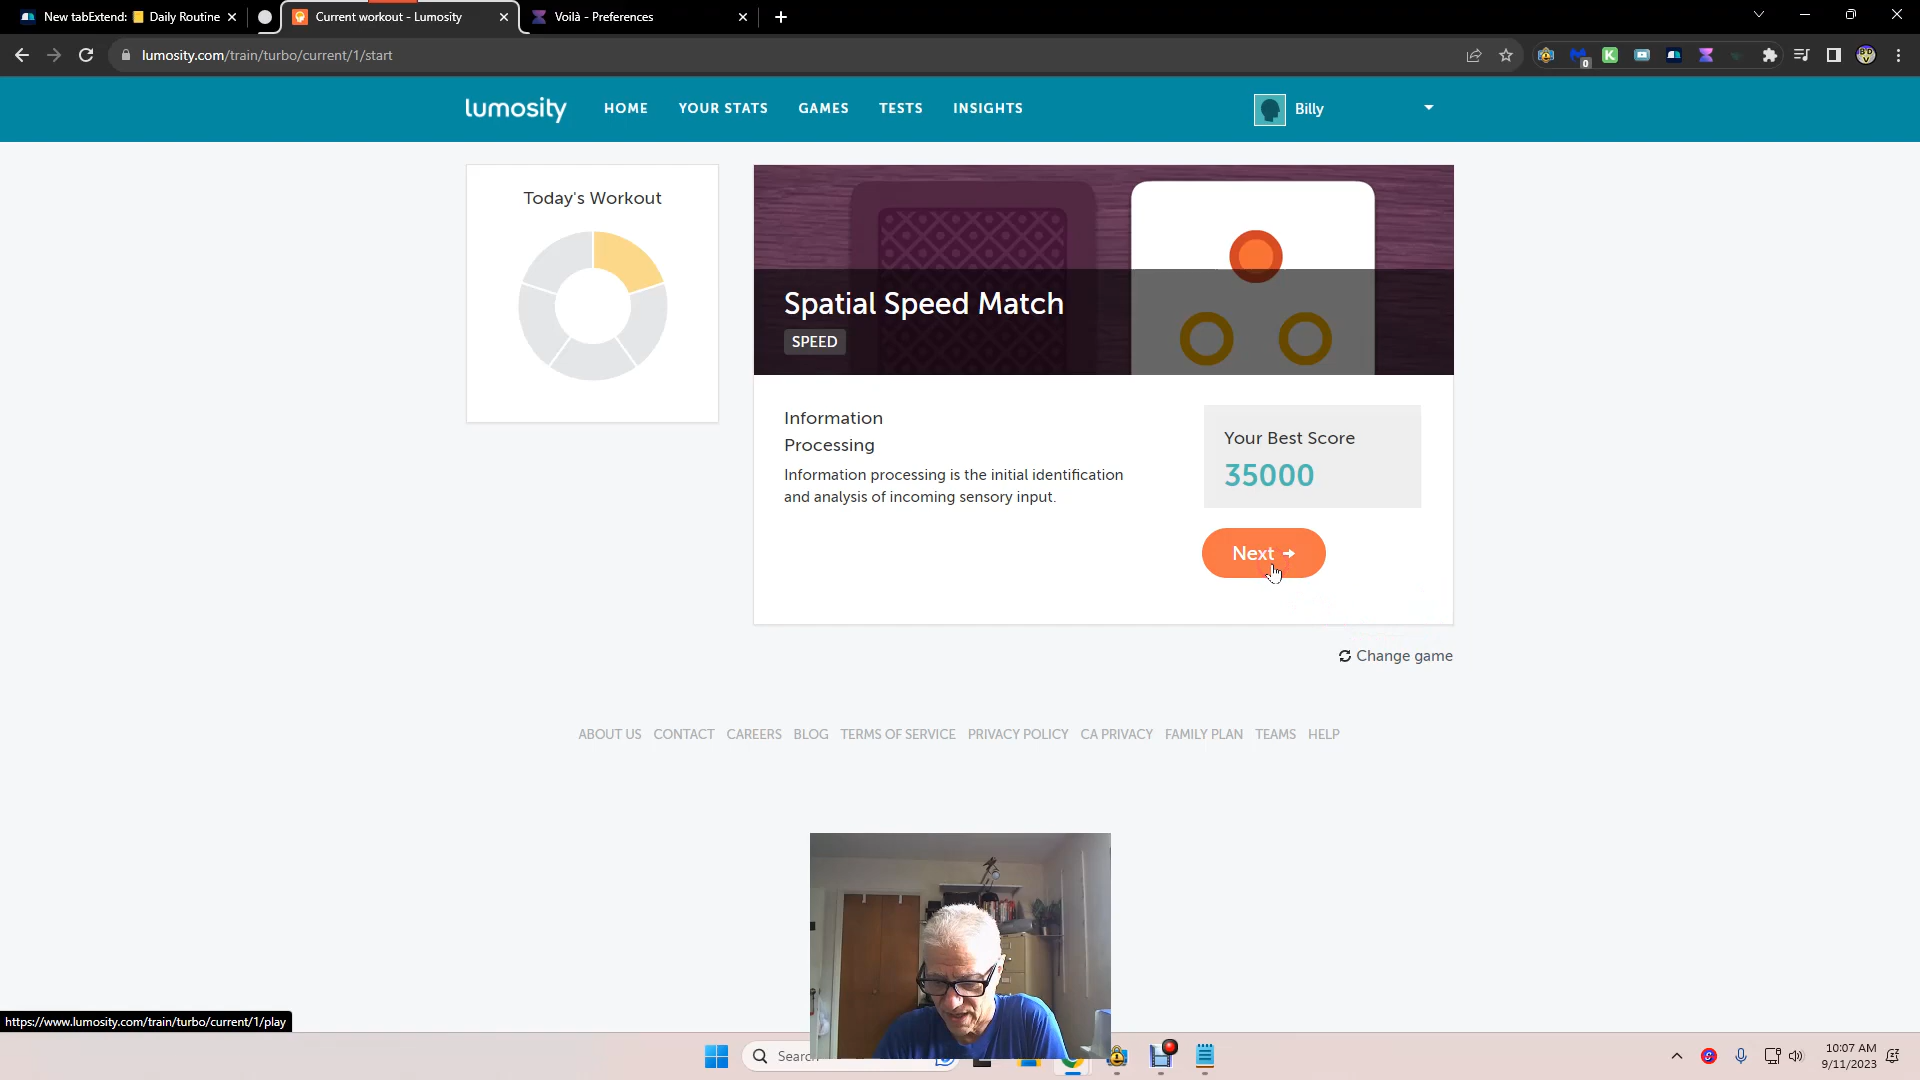 New tabExtend: Daily Routine
Current workout - Lumosity
Voilà - Preferences
lumosity.com/train/turbo/current/1/start
0
K
lumosity
HOME
YOUR STATS
GAMES
TESTS
INSIGHTS
Billy
Today's Workout
Spatial Speed Match
SPEED
Information
Processing
Information processing is the initial identification
and analysis of incoming sensory input.
Your Best Score
35000
Next →
Change game
ABOUT US CONTACT CAREERS BLOG TERMS OF SERVICE PRIVACY POLICY CA PRIVACY FAMILY PLAN TEAMS HELP
https://www.lumosity.com/train/turbo/current/1/play
Search
10:07 AM
9/11/2023